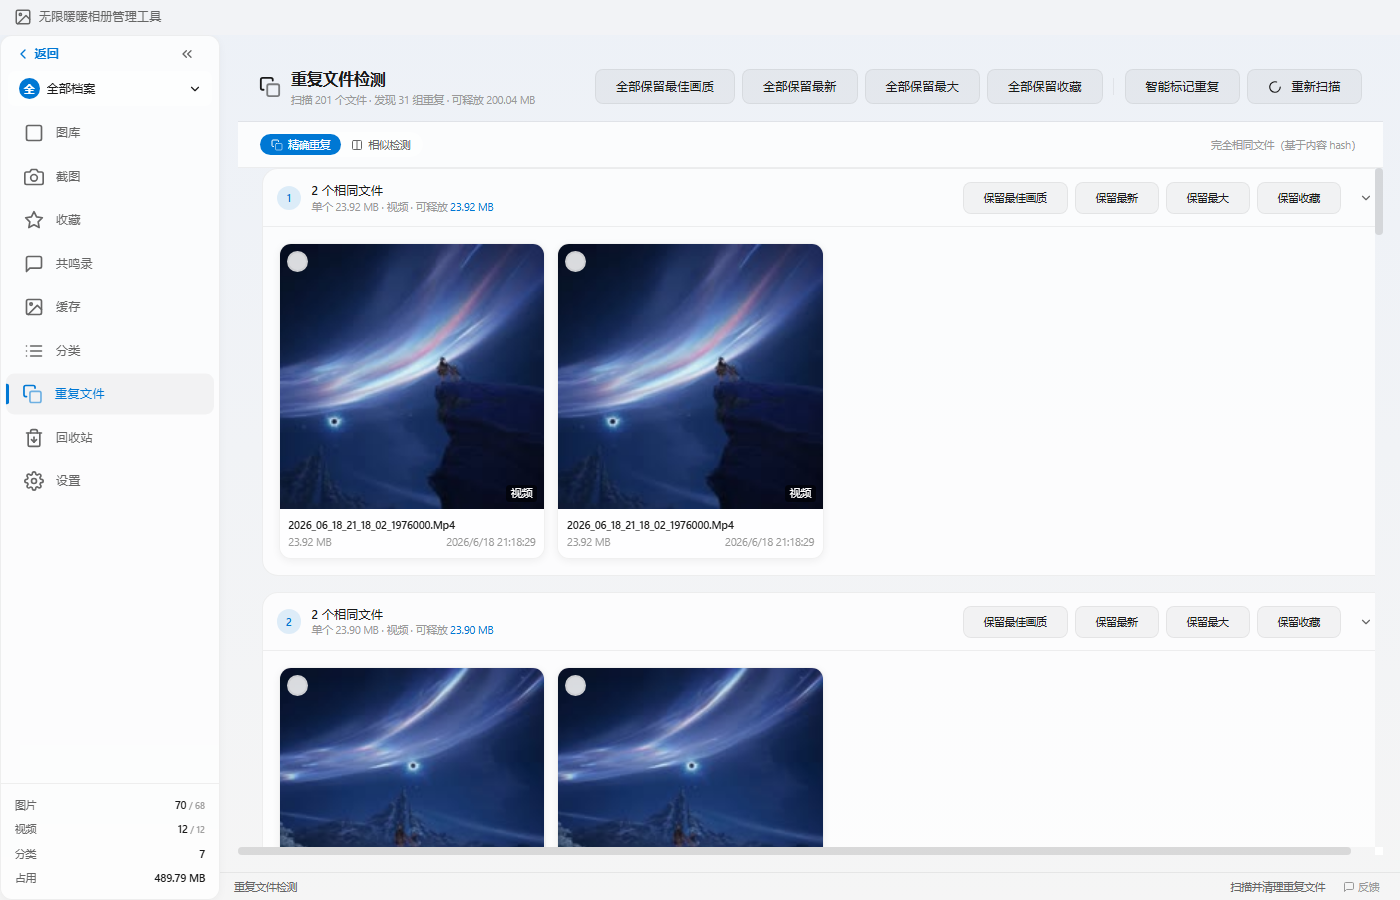 无限暖暖相册管理工具
返回
全 全部档案
图库
截图
收藏
共鸣录
缓存
分类
重复文件
回收站
设置
图片 70 / 68
视频 12 / 12
分类 7
占用 489.79 MB
重复文件检测
扫描 201 个文件 · 发现 31 组重复 · 可释放 200.04 MB
全部保留最佳画质 全部保留最新 全部保留最大 全部保留收藏 智能标记重复 重新扫描
精确重复 相似检测 完全相同文件（基于内容 hash）
1 2 个相同文件
单个 23.92 MB · 视频 · 可释放 23.92 MB
保留最佳画质 保留最新 保留最大 保留收藏
视频 视频
2026_06_18_21_18_02_1976000.Mp4 2026_06_18_21_18_02_1976000.Mp4
23.92 MB 2026/6/18 21:18:29 23.92 MB 2026/6/18 21:18:29
2 2 个相同文件
单个 23.90 MB · 视频 · 可释放 23.90 MB
保留最佳画质 保留最新 保留最大 保留收藏
重复文件检测 扫描并清理重复文件 反馈